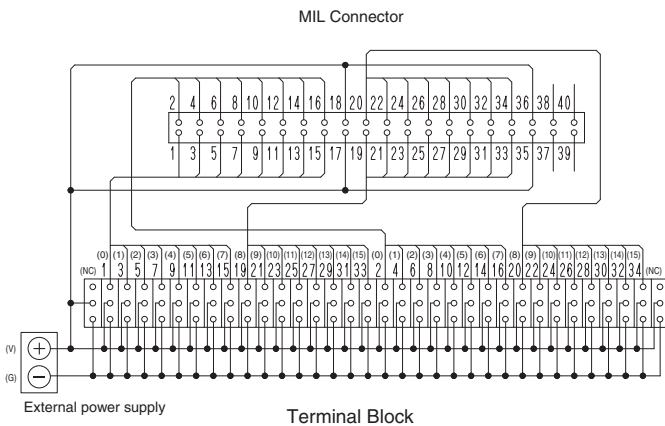 MIL Connector
2 4 6 8 10 12 14 16 18 20 22 24 26 28 30 32 34 36 38 40
1 3 5 7 9 11 13 15 17 19 21 23 25 27 29 31 33 35 37 39
(0) (1) (2) (3) (4) (5) (6) (7) (8) (9) (10) (11) (12) (13) (14) (15) (0) (1) (2) (3) (4) (5) (6) (7) (8) (9) (10) (11) (12) (13) (14) (15)
(NC) 1 3 5 7 9 11 13 15 19 21 23 25 27 29 31 33 2 4 6 8 10 12 14 16 20 22 24 26 28 30 32 34 (NC)
(V) +
(G) −
External power supply
Terminal Block